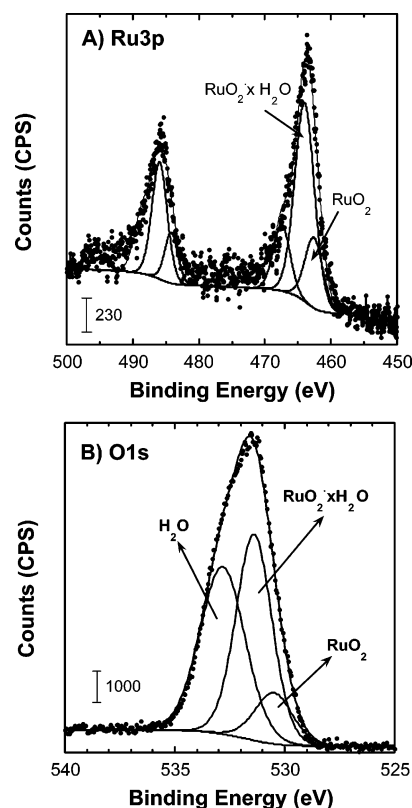 A) Ru3p
RuO₂·x H₂O
RuO₂
Counts (CPS)
230
500 490 480 470 460 450
Binding Energy (eV)
B) O1s
RuO₂·xH₂O
H₂O
RuO₂
Counts (CPS)
1000
540 535 530 525
Binding Energy (eV)